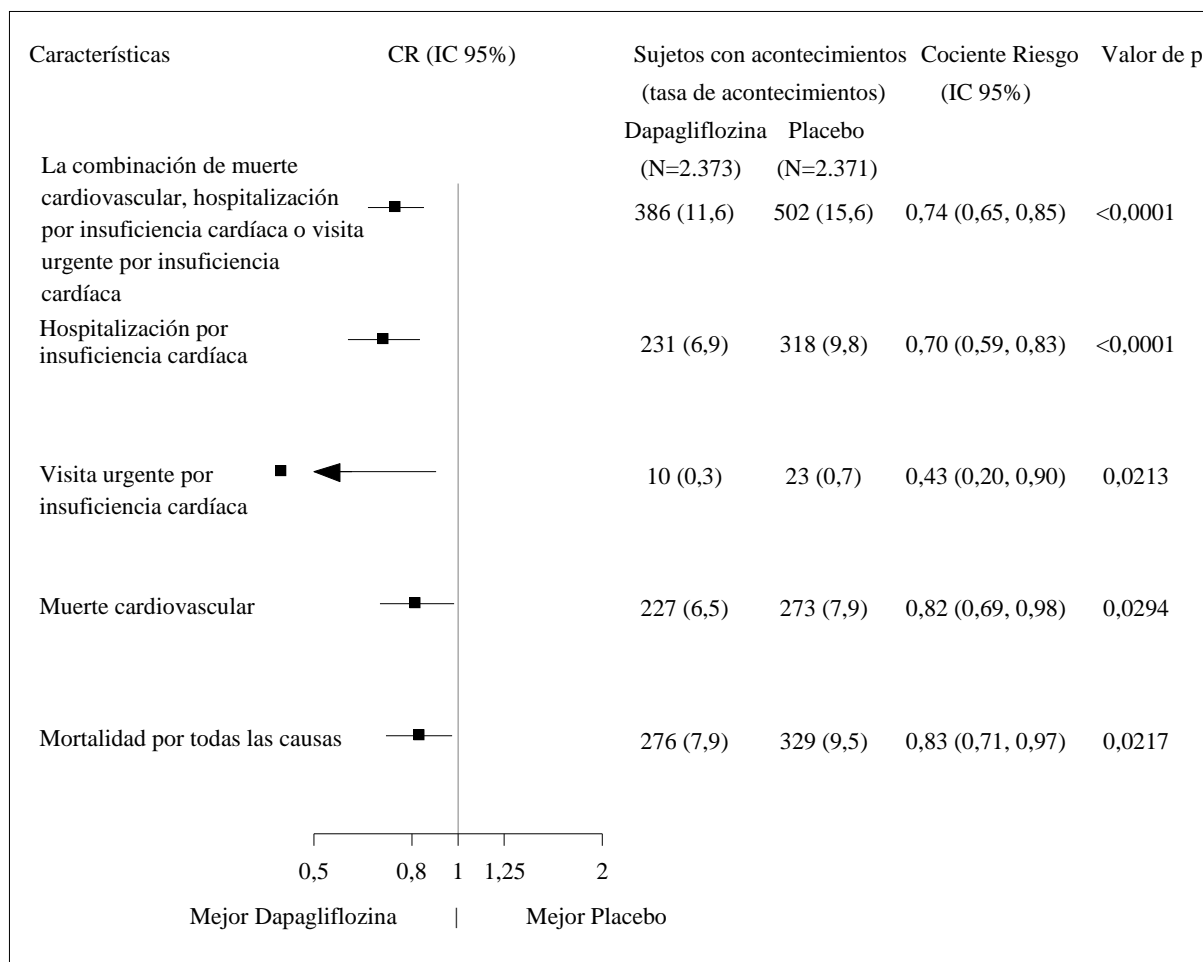 Características CR (IC 95%) Sujetos con acontecimientos Cociente Riesgo Valor de p
(tasa de acontecimientos) (IC 95%)
Dapagliflozina Placebo
(N=2.373) (N=2.371)
La combinación de muerte
cardiovascular, hospitalización
por insuficiencia cardíaca o visita
urgente por insuficiencia
cardíaca
386 (11,6) 502 (15,6) 0,74 (0,65, 0,85) <0,0001
Hospitalización por
insuficiencia cardíaca
231 (6,9) 318 (9,8) 0,70 (0,59, 0,83) <0,0001
Visita urgente por
insuficiencia cardíaca
10 (0,3) 23 (0,7) 0,43 (0,20, 0,90) 0,0213
Muerte cardiovascular 227 (6,5) 273 (7,9) 0,82 (0,69, 0,98) 0,0294
Mortalidad por todas las causas 276 (7,9) 329 (9,5) 0,83 (0,71, 0,97) 0,0217
0,5 0,8 1 1,25 2
Mejor Dapagliflozina | Mejor Placebo